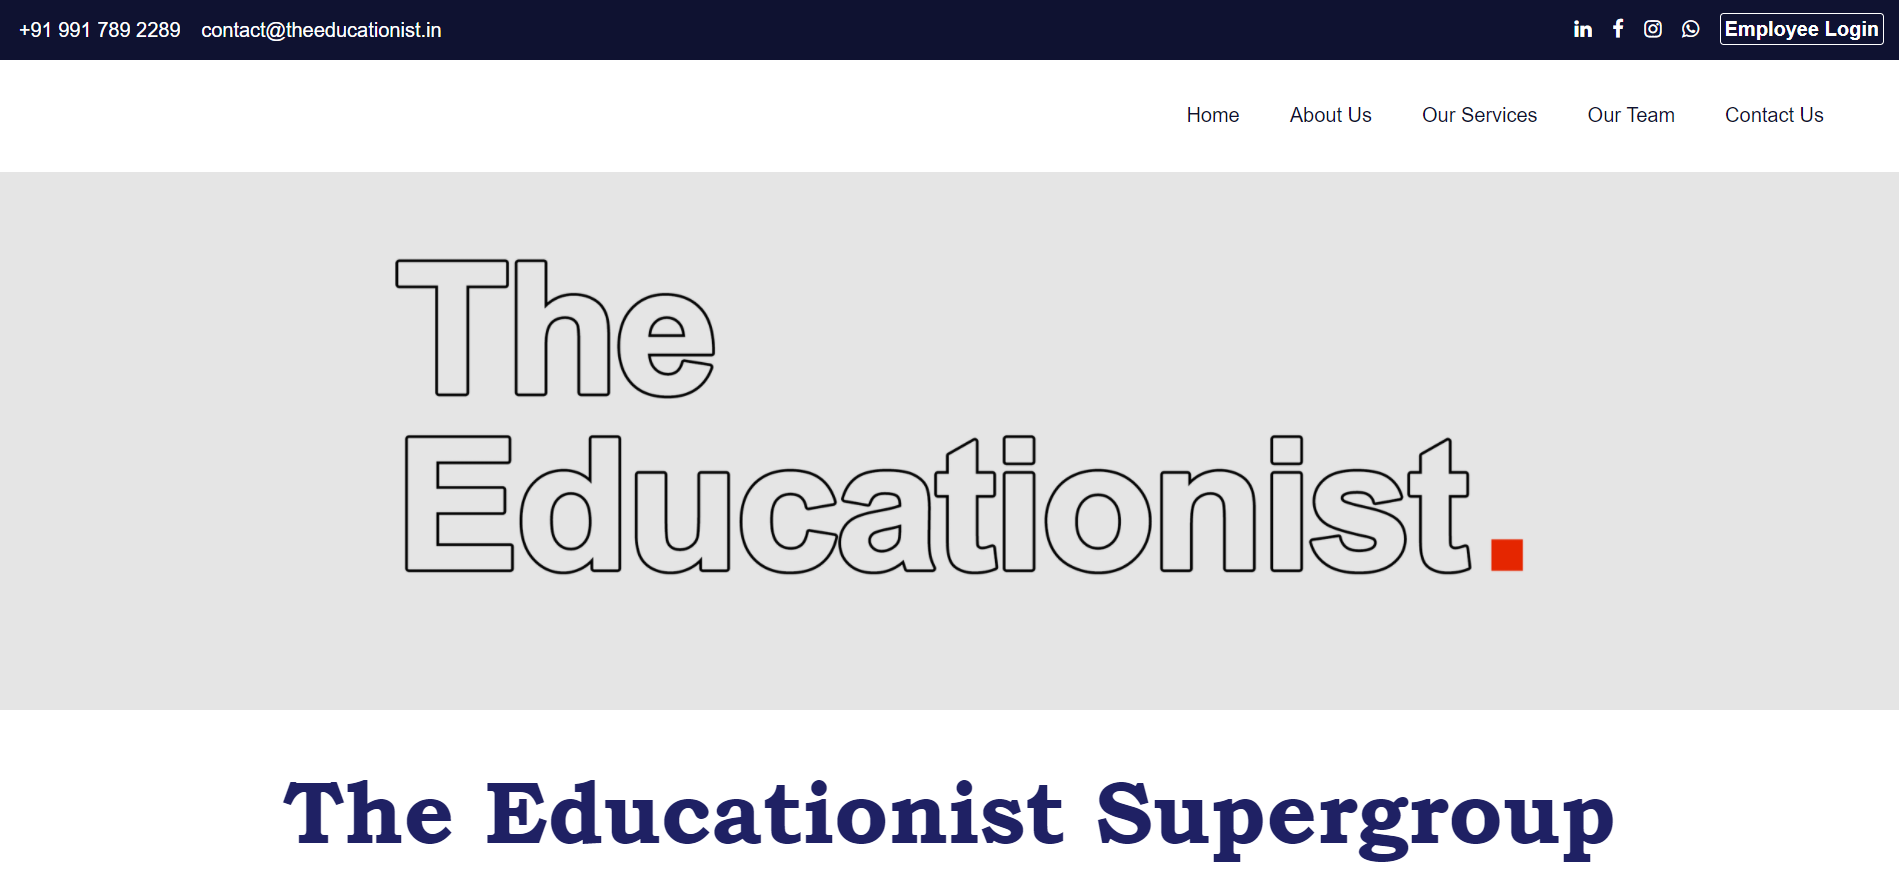 +91 991 789 2289 contact@theeducationist.in Employee Login
Home About Us Our Services Our Team Contact Us
The
Educationist.
The Educationist Supergroup